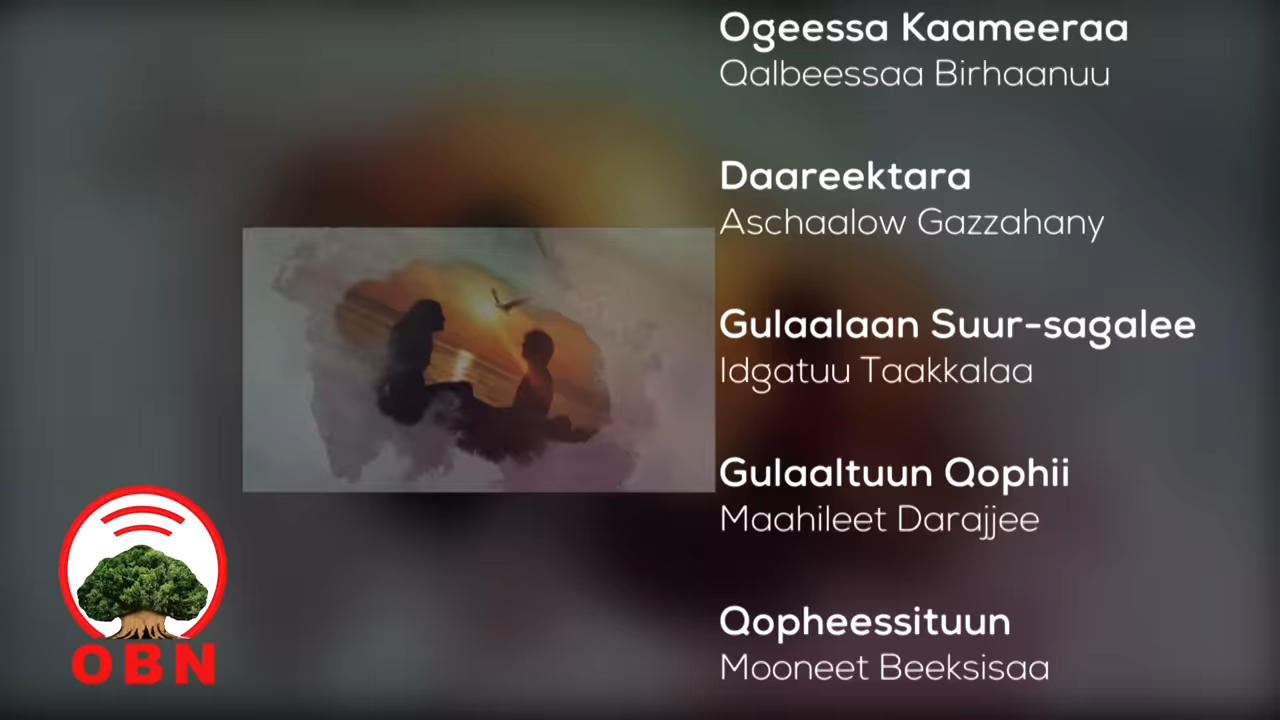 Ogeessa Kaameeraa
Qalbeessaa Birhaanuu
Daareektara
Aschaalow Gazzahany
Gulaalaan Suur-sagalee
Idgatuu Taakkalaa
Gulaaltuun Qophii
Maahileet Darajjee
Qopheessituun
Mooneet Beeksisaa
OBN